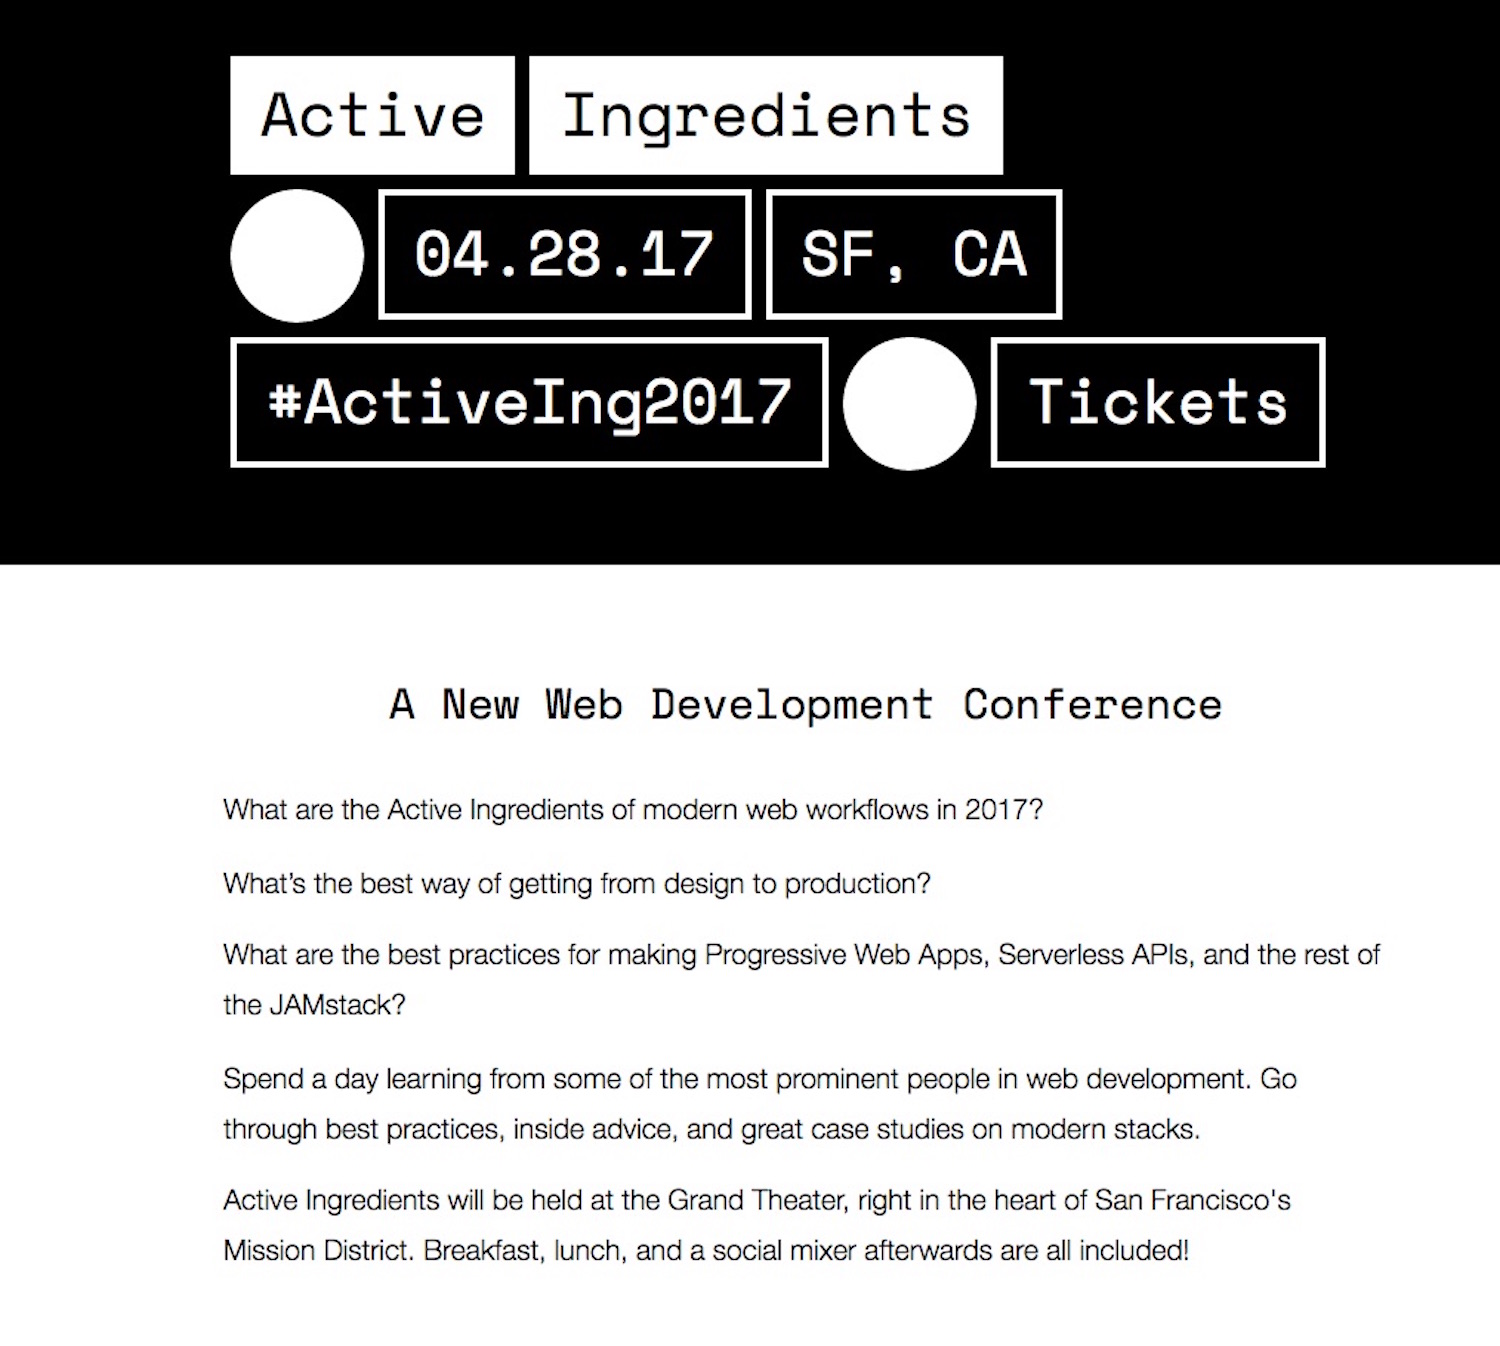 Active Ingredients
04.28.17 SF, CA
#ActiveIng2017 Tickets
A New Web Development Conference
What are the Active Ingredients of modern web workflows in 2017?
What’s the best way of getting from design to production?
What are the best practices for making Progressive Web Apps, Serverless APIs, and the rest of
the JAMstack?
Spend a day learning from some of the most prominent people in web development. Go
through best practices, inside advice, and great case studies on modern stacks.
Active Ingredients will be held at the Grand Theater, right in the heart of San Francisco's
Mission District. Breakfast, lunch, and a social mixer afterwards are all included!